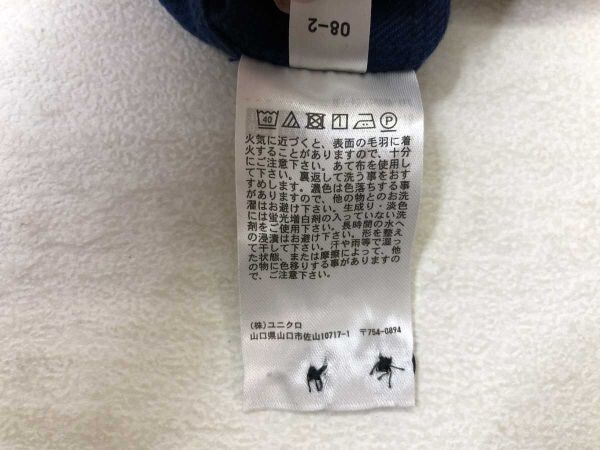 08-2
40
火気に近づくと、表面の毛羽に着
火することがありますので、十分
にご注意下さい。あて布を使用し
て下さい。裏返して洗う事をおす
すめします。濃色は色落ちする事
がありますので、他の物とのお洗
濯はお避け下さい。生成り・淡色
には蛍光増白剤の入っていない洗
剤をご使用下さい。長時間の水へ
の浸漬はお避け下さい。形を整え
て干して下さい。汗や雨等で湿っ
た状態、または摩擦によって、他
の物に色移りする事がありますの
で、ご注意下さい。
(株)ユニクロ
山口県山口市佐山10717-1 〒754-0894